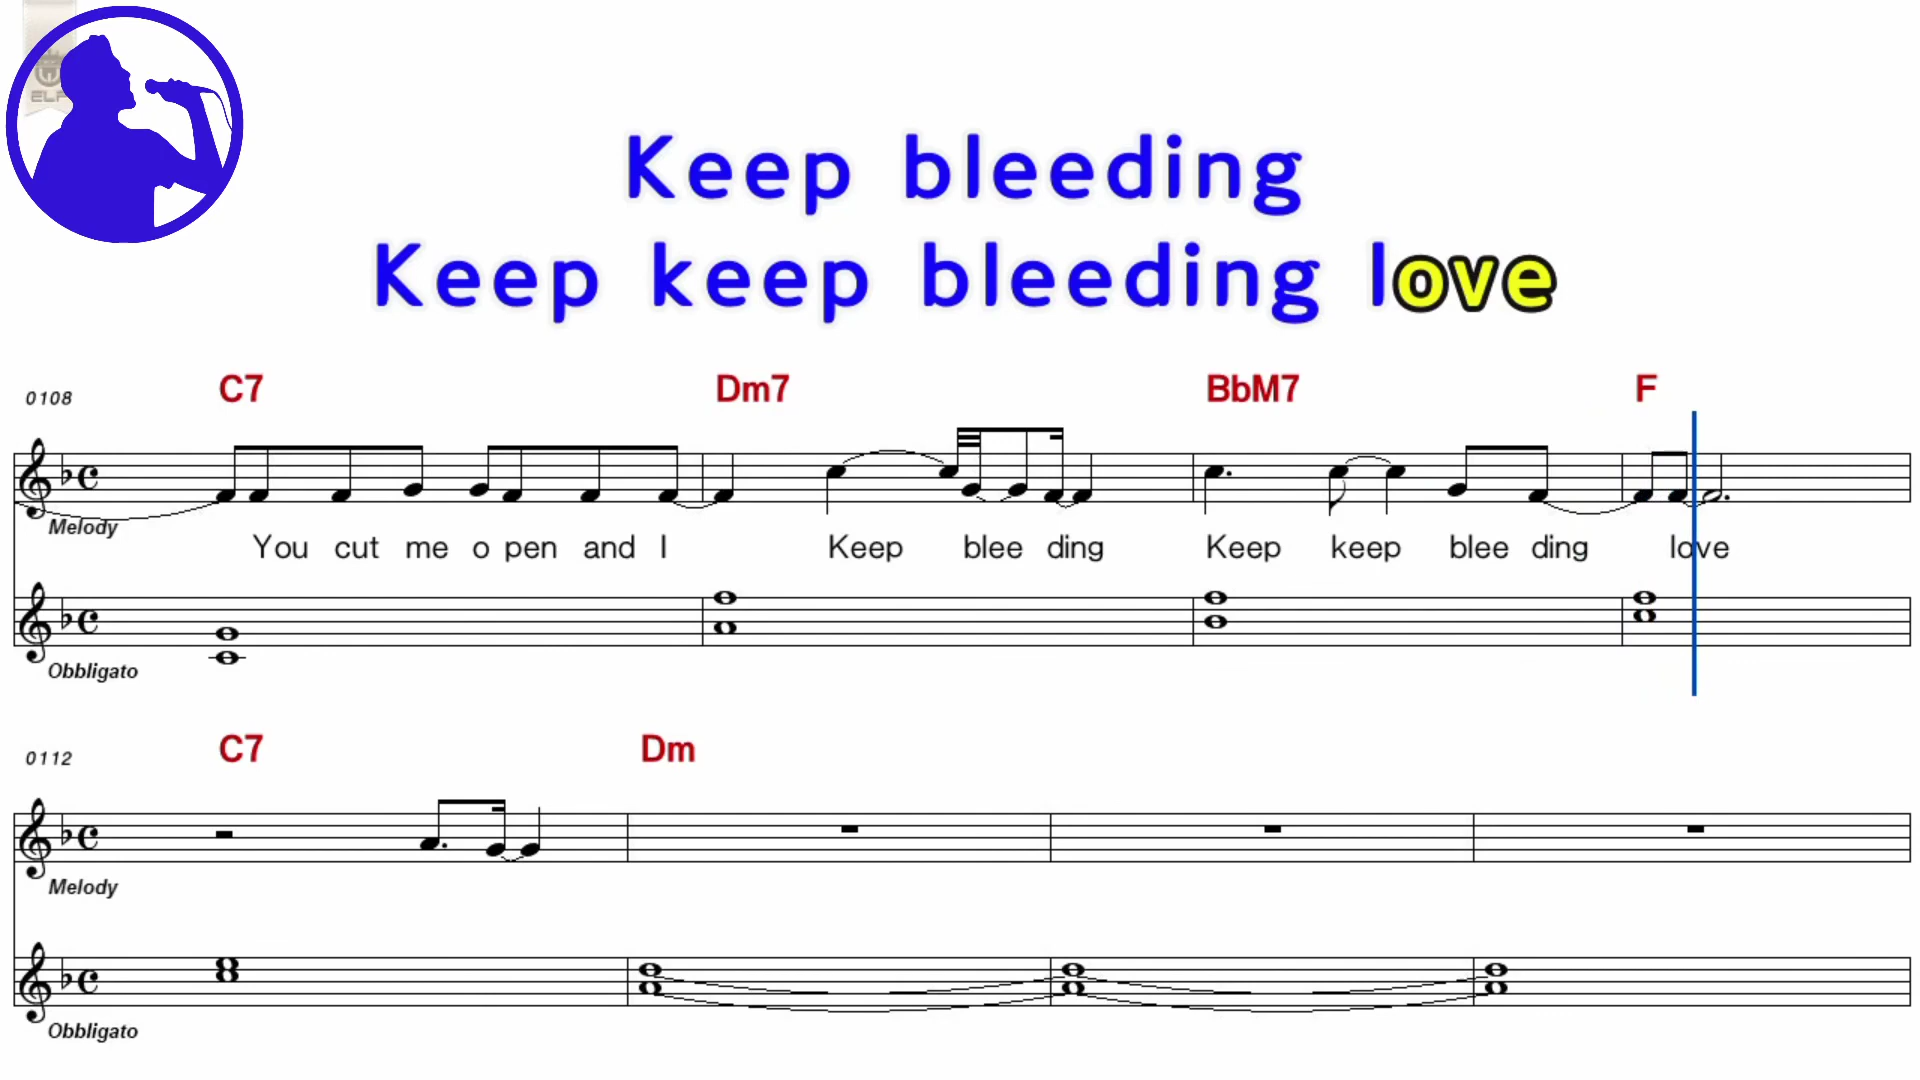 ELF
Keep bleeding
Keep keep bleeding love
0108 C7 Dm7 BbM7 F
Melody
You cut me o pen and I Keep blee ding Keep keep blee ding love
Obbligato
0112 C7 Dm
Melody
Obbligato